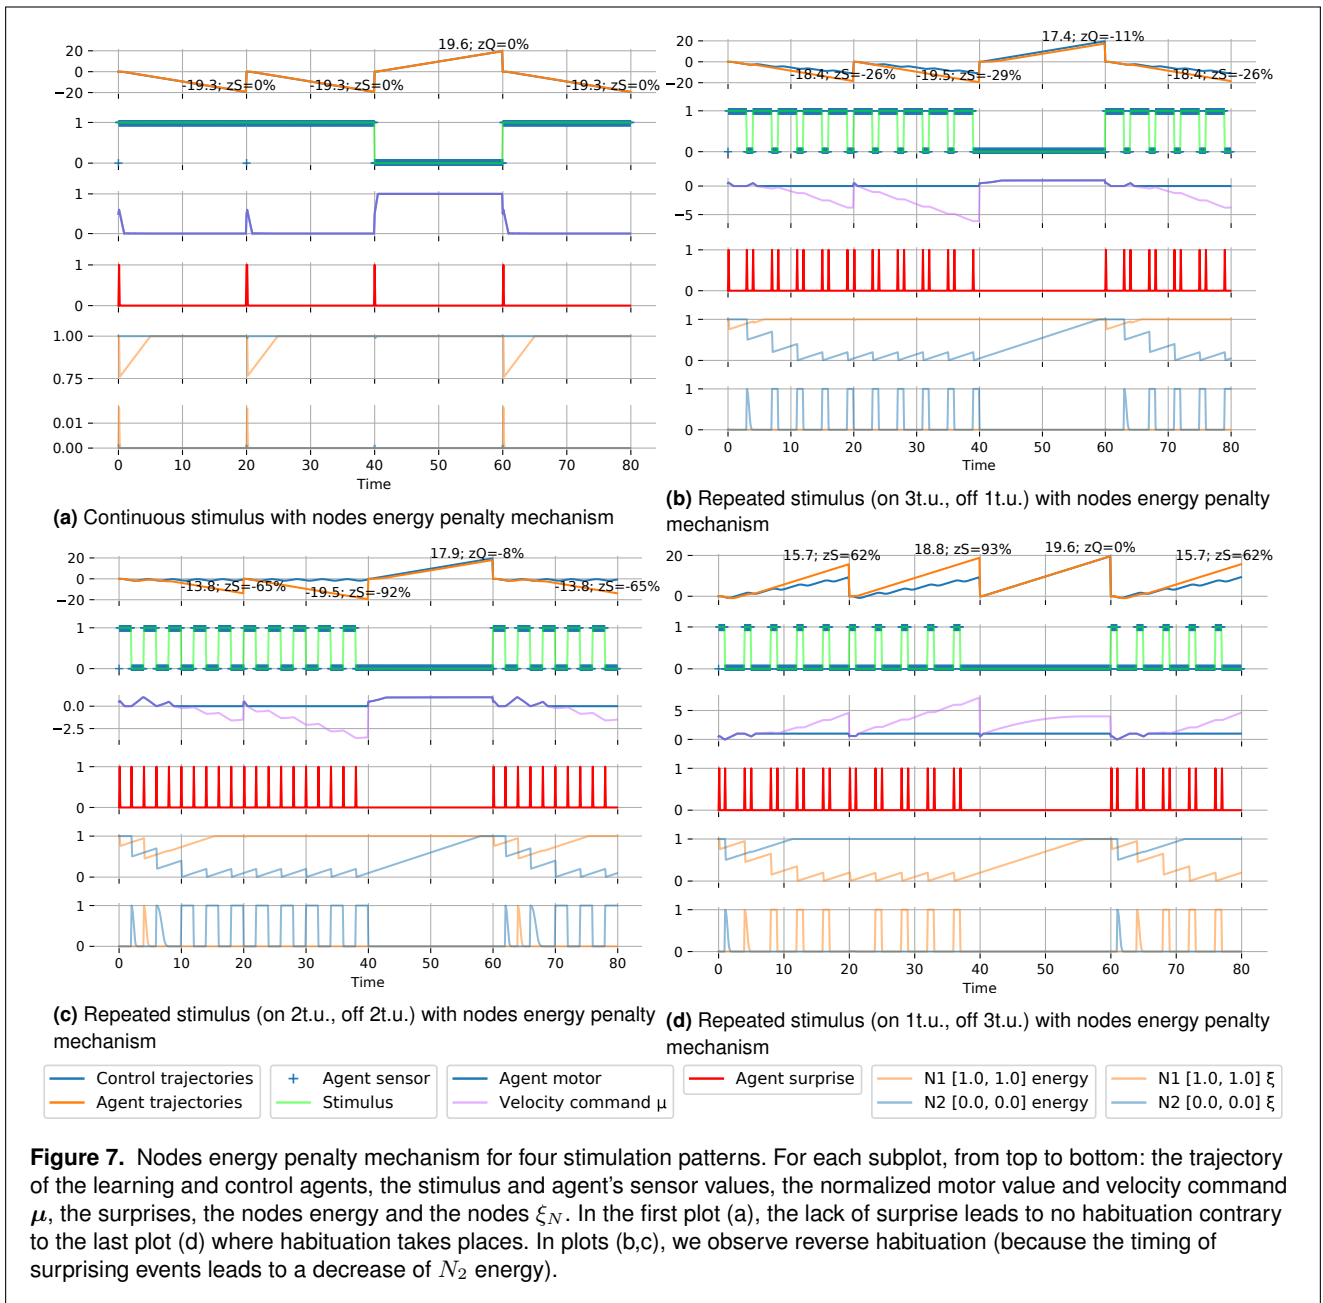 19.6; zQ=0%
20
0
−20
-19.3; zS=0%
-19.3; zS=0%
-19.3; zS=0%
1
0
1
0
1
0
1.00
0.75
0.01
0.00
0 10 20 30 40 50 60 70 80
Time
(a) Continuous stimulus with nodes energy penalty mechanism
17.4; zQ=-11%
20
0
−20
-18.4; zS=-26%
-19.5; zS=-29%
-18.4; zS=-26%
1
0
0
−5
1
0
1
0
1
0
0 10 20 30 40 50 60 70 80
Time
(b) Repeated stimulus (on 3t.u., off 1t.u.) with nodes energy penalty
mechanism
17.9; zQ=-8%
20
0
−20
-13.8; zS=-65%
-19.5; zS=-92%
-13.8; zS=-65%
1
0
0.0
−2.5
1
0
1
0
1
0
0 10 20 30 40 50 60 70 80
Time
(c) Repeated stimulus (on 2t.u., off 2t.u.) with nodes energy penalty
mechanism
15.7; zS=62%
18.8; zS=93%
19.6; zQ=0%
15.7; zS=62%
20
0
1
0
5
0
1
0
1
0
1
0
0 10 20 30 40 50 60 70 80
Time
(d) Repeated stimulus (on 1t.u., off 3t.u.) with nodes energy penalty
mechanism
Control trajectories
Agent trajectories
Agent sensor
Stimulus
Agent motor
Velocity command μ
Agent surprise
N1 [1.0, 1.0] energy
N2 [0.0, 0.0] energy
N1 [1.0, 1.0] ξ
N2 [0.0, 0.0] ξ
Figure 7. Nodes energy penalty mechanism for four stimulation patterns. For each subplot, from top to bottom: the trajectory
of the learning and control agents, the stimulus and agent's sensor values, the normalized motor value and velocity command
μ, the surprises, the nodes energy and the nodes ξ_N. In the first plot (a), the lack of surprise leads to no habituation contrary
to the last plot (d) where habituation takes places. In plots (b,c), we observe reverse habituation (because the timing of
surprising events leads to a decrease of N₂ energy).